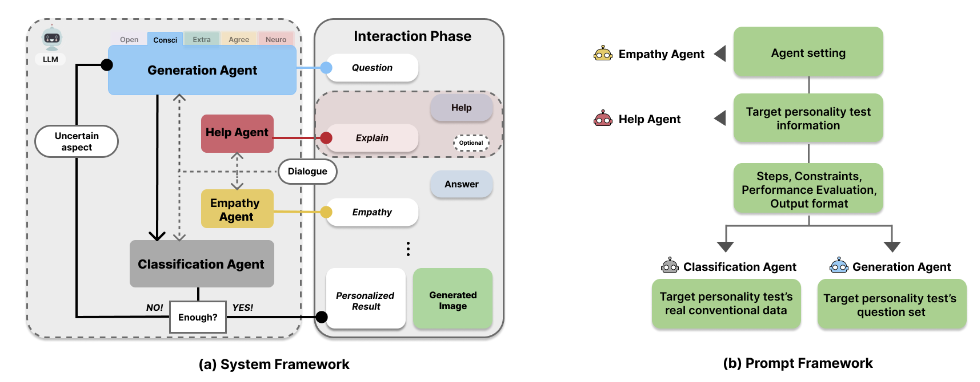 LLM
Open
Consci
Extra
Agree
Neuro
Generation Agent
Uncertain
aspect
Help Agent
Dialogue
Empathy
Agent
Classification Agent
NO!
Enough?
YES!
Interaction Phase
Question
Help
Explain
Optional
Answer
Empathy
Personalized
Result
Generated
Image
(a) System Framework
Empathy Agent
Agent setting
Help Agent
Target personality test
information
Steps, Constraints,
Performance Evaluation,
Output format
Classification Agent
Target personality test's
real conventional data
Generation Agent
Target personality test's
question set
(b) Prompt Framework